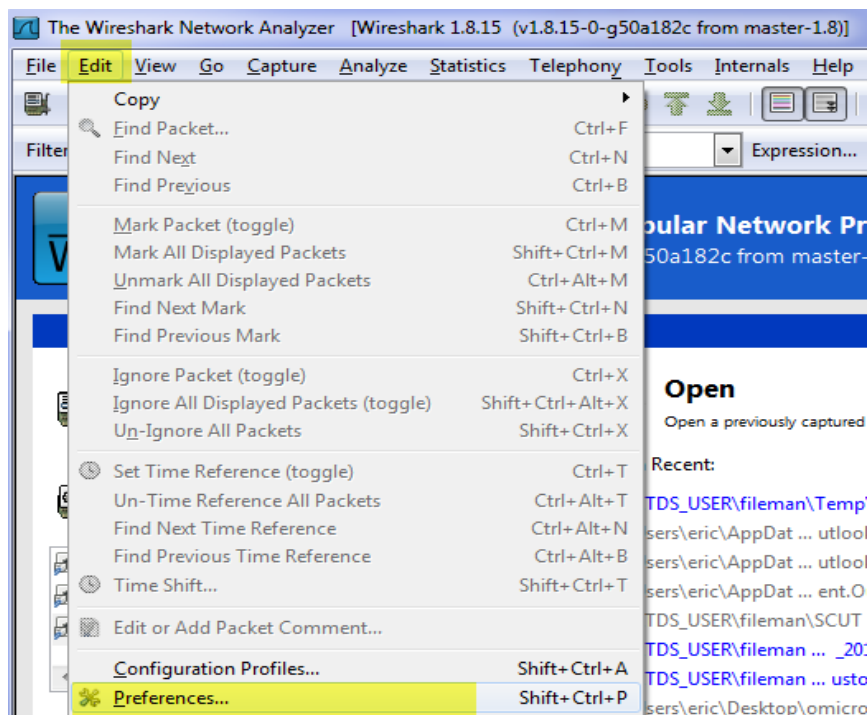 The Wireshark Network Analyzer [Wireshark 1.8.15 (v1.8.15-0-g50a182c from master-1.8)]
File Edit View Go Capture Analyze Statistics Telephony Tools Internals Help
Filter
Expression...
Copy
Find Packet... Ctrl+F
Find Next Ctrl+N
Find Previous Ctrl+B
Mark Packet (toggle) Ctrl+M
Mark All Displayed Packets Shift+Ctrl+M
Unmark All Displayed Packets Ctrl+Alt+M
Find Next Mark Shift+Ctrl+N
Find Previous Mark Shift+Ctrl+B
Ignore Packet (toggle) Ctrl+X
Ignore All Displayed Packets (toggle) Shift+Ctrl+Alt+X
Un-Ignore All Packets Shift+Ctrl+X
Set Time Reference (toggle) Ctrl+T
Un-Time Reference All Packets Ctrl+Alt+T
Find Next Time Reference Ctrl+Alt+N
Find Previous Time Reference Ctrl+Alt+B
Time Shift... Shift+Ctrl+T
Edit or Add Packet Comment...
Configuration Profiles... Shift+Ctrl+A
Preferences... Shift+Ctrl+P
pular Network Pr
50a182c from master-
Open
Open a previously captured
Recent:
TDS_USER\fileman\Temp\
sers\eric\AppDat ... utlool
sers\eric\AppDat ... utlool
sers\eric\AppDat ... ent.O
TDS_USER\fileman\SCUT
TDS_USER\fileman ... _201
TDS_USER\fileman ... usto
sers\eric\Desktop\omicro